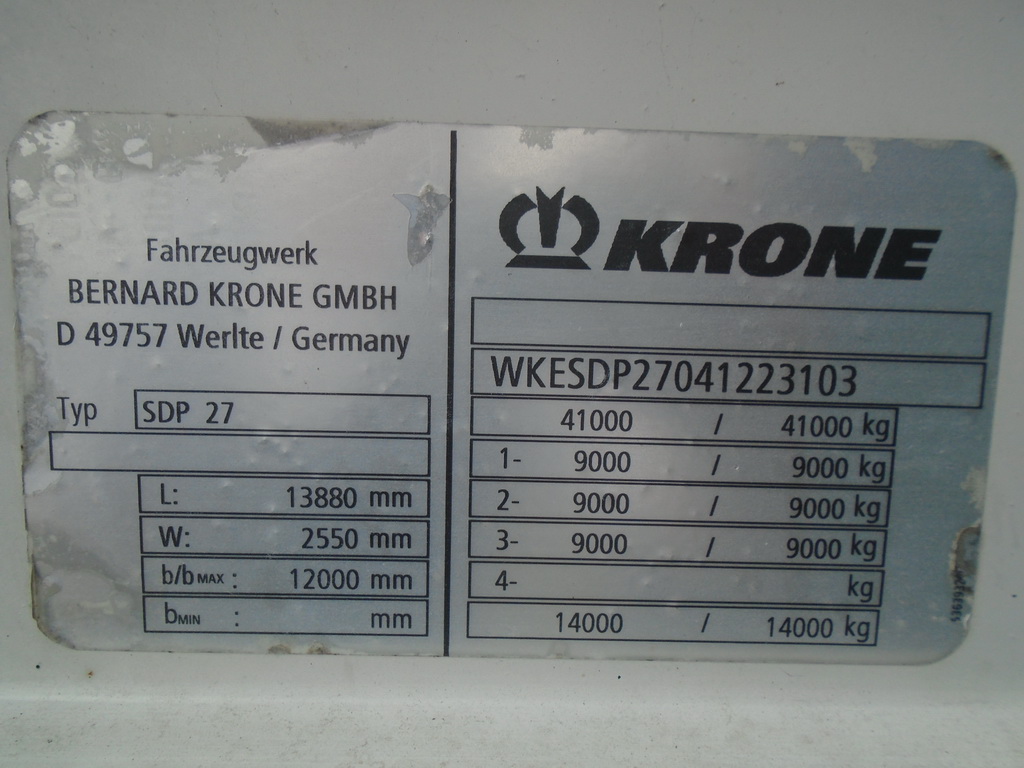 Fahrzeugwerk
BERNARD KRONE GMBH
D 49757 Werlte / Germany
Typ SDP 27
L: 13880 mm
W: 2550 mm
b/bMAX : 12000 mm
bMIN : mm
KRONE
WKESDP27041223103
41000 / 41000 kg
1- 9000 / 9000 kg
2- 9000 / 9000 kg
3- 9000 / 9000 kg
4- kg
14000 / 14000 kg